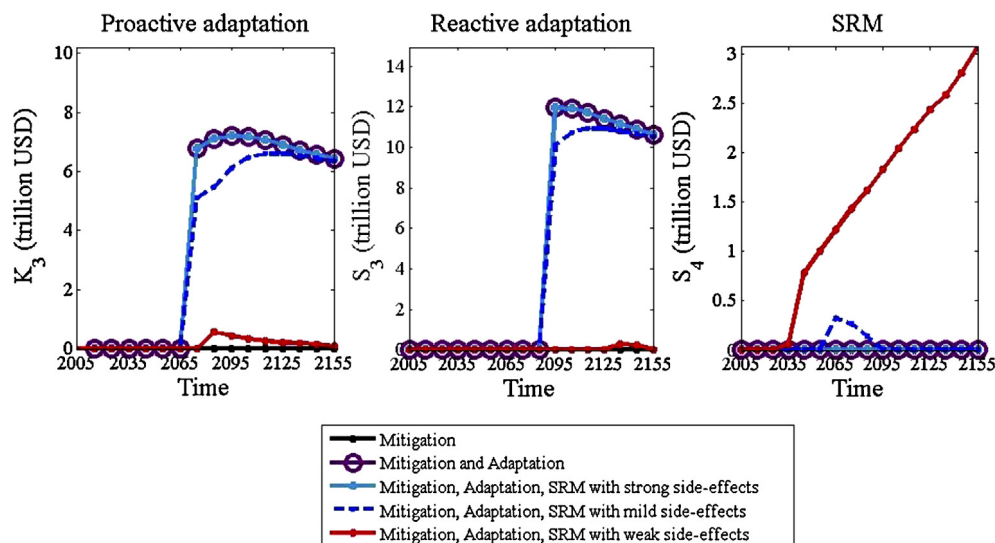 Proactive adaptation
Reactive adaptation
SRM
K3 (trillion USD)
10
8
6
4
2
0
2005 2035 2065 2095 2125 2155
Time
S3 (trillion USD)
14
12
10
8
6
4
2
0
2005 2035 2065 2095 2125 2155
Time
S4 (trillion USD)
3
2.5
2
1.5
1
0.5
0
2005 2035 2065 2095 2125 2155
Time
Mitigation
Mitigation and Adaptation
Mitigation, Adaptation, SRM with strong side-effects
Mitigation, Adaptation, SRM with mild side-effects
Mitigation, Adaptation, SRM with weak side-effects